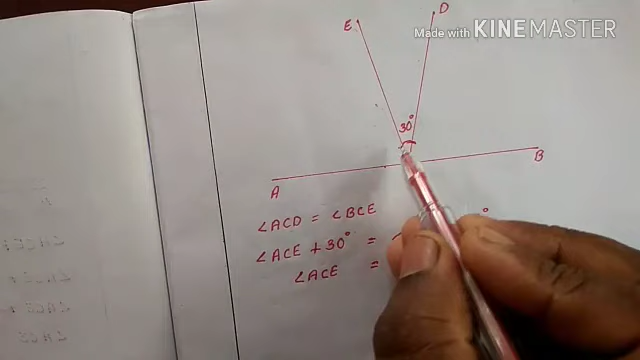 E
D
Made with KINEMASTER
30°
A
B
∠ACD = ∠BCE
∠ACE + 30° =
∠ACE =